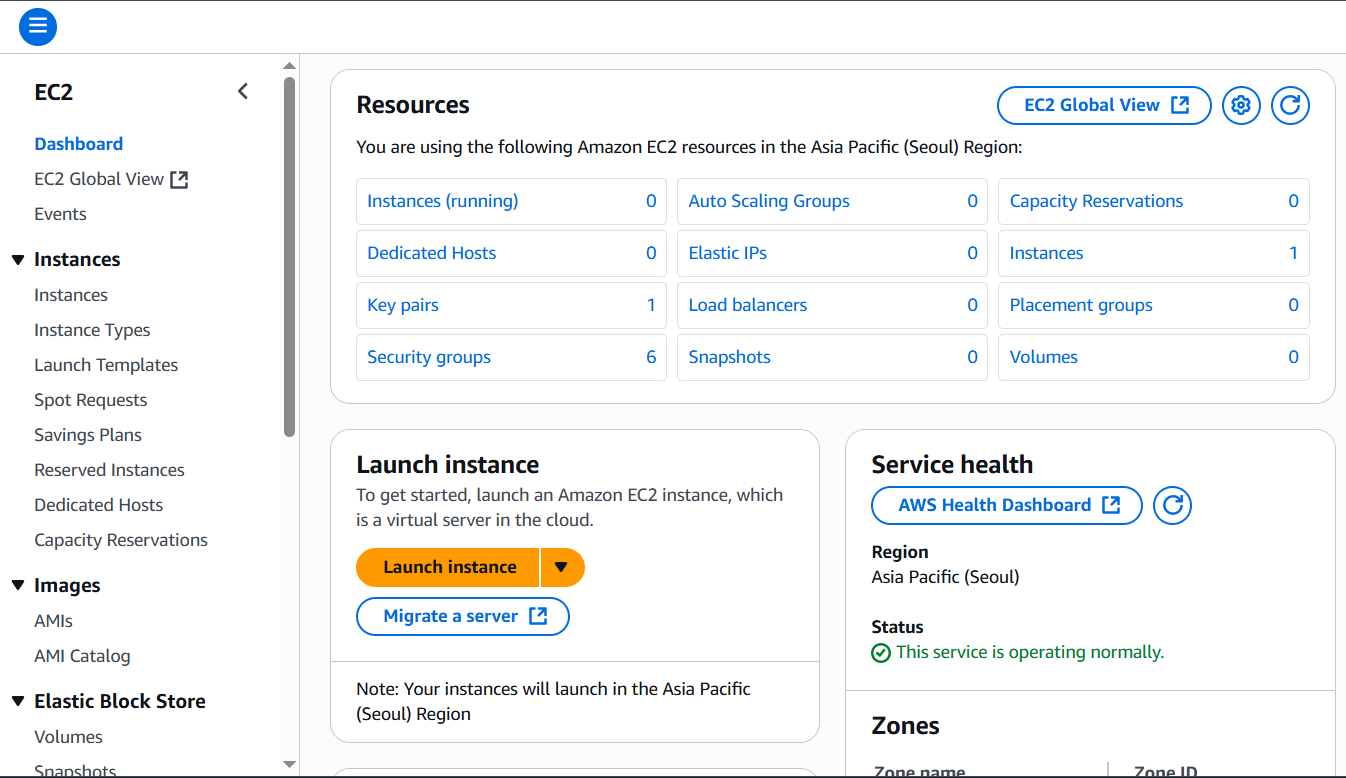 EC2
Dashboard
EC2 Global View
Events
Instances
Instances
Instance Types
Launch Templates
Spot Requests
Savings Plans
Reserved Instances
Dedicated Hosts
Capacity Reservations
Images
AMIs
AMI Catalog
Elastic Block Store
Volumes
Snapshots
Resources
EC2 Global View
You are using the following Amazon EC2 resources in the Asia Pacific (Seoul) Region:
Instances (running) 0 Auto Scaling Groups 0 Capacity Reservations 0
Dedicated Hosts 0 Elastic IPs 0 Instances 1
Key pairs 1 Load balancers 0 Placement groups 0
Security groups 6 Snapshots 0 Volumes 0
Launch instance
To get started, launch an Amazon EC2 instance, which
is a virtual server in the cloud.
Launch instance
Migrate a server
Note: Your instances will launch in the Asia Pacific
(Seoul) Region
Service health
AWS Health Dashboard
Region
Asia Pacific (Seoul)
Status
This service is operating normally.
Zones
Zone name Zone ID